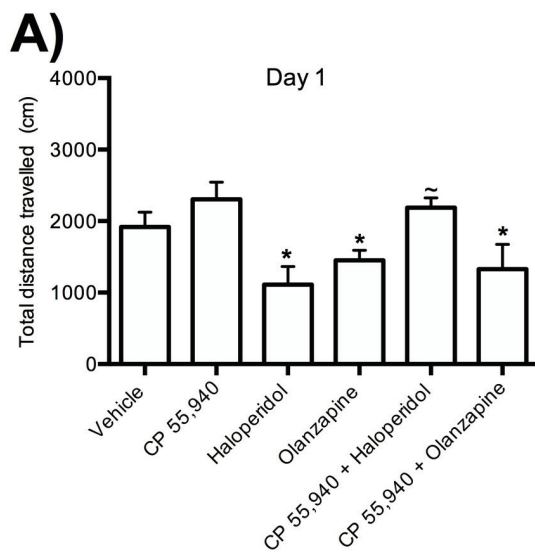 A)
Day 1
Total distance travelled (cm)
4000
3000
2000
1000
0
*
*
~
*
Vehicle
CP 55,940
Haloperidol
Olanzapine
CP 55,940 + Haloperidol
CP 55,940 + Olanzapine